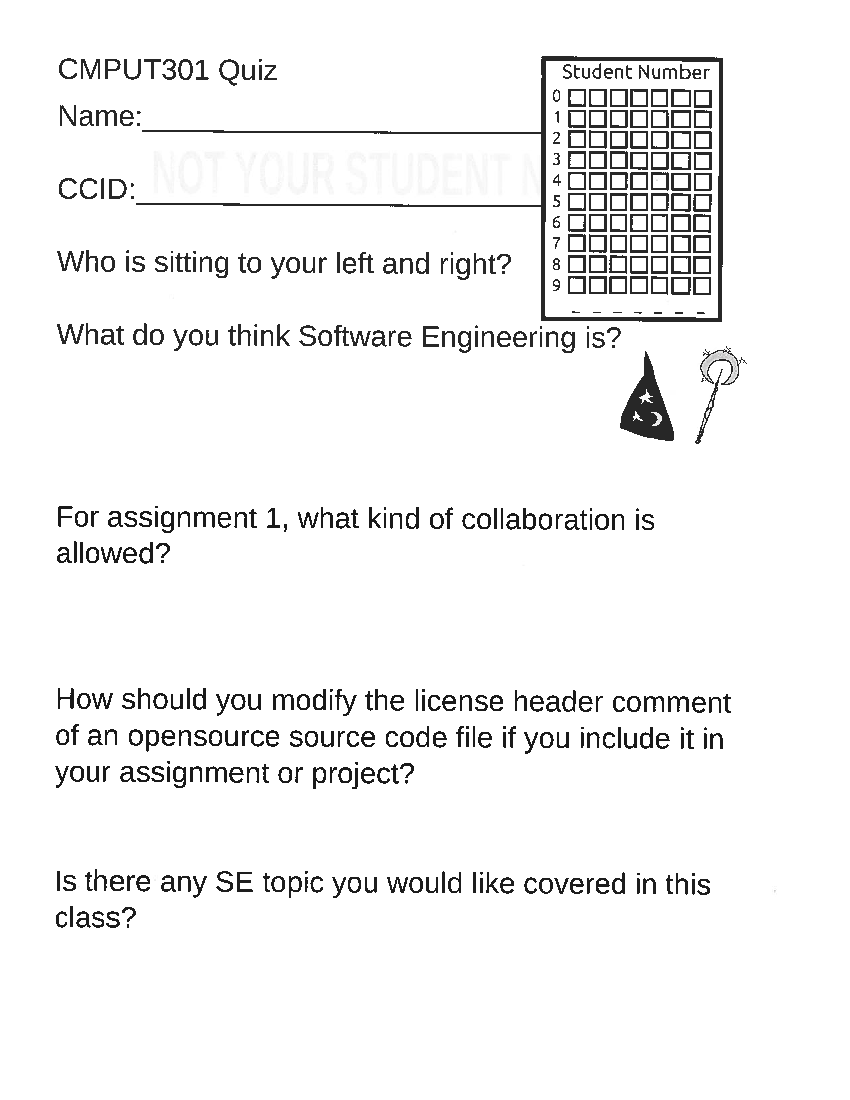 CMPUT301 Quiz
Name:
NOT YOUR STUDENT N
CCID:
Student Number
0
1
2
3
4
5
6
7
8
9
Who is sitting to your left and right?
What do you think Software Engineering is?
For assignment 1, what kind of collaboration is
allowed?
How should you modify the license header comment
of an opensource source code file if you include it in
your assignment or project?
Is there any SE topic you would like covered in this
class?